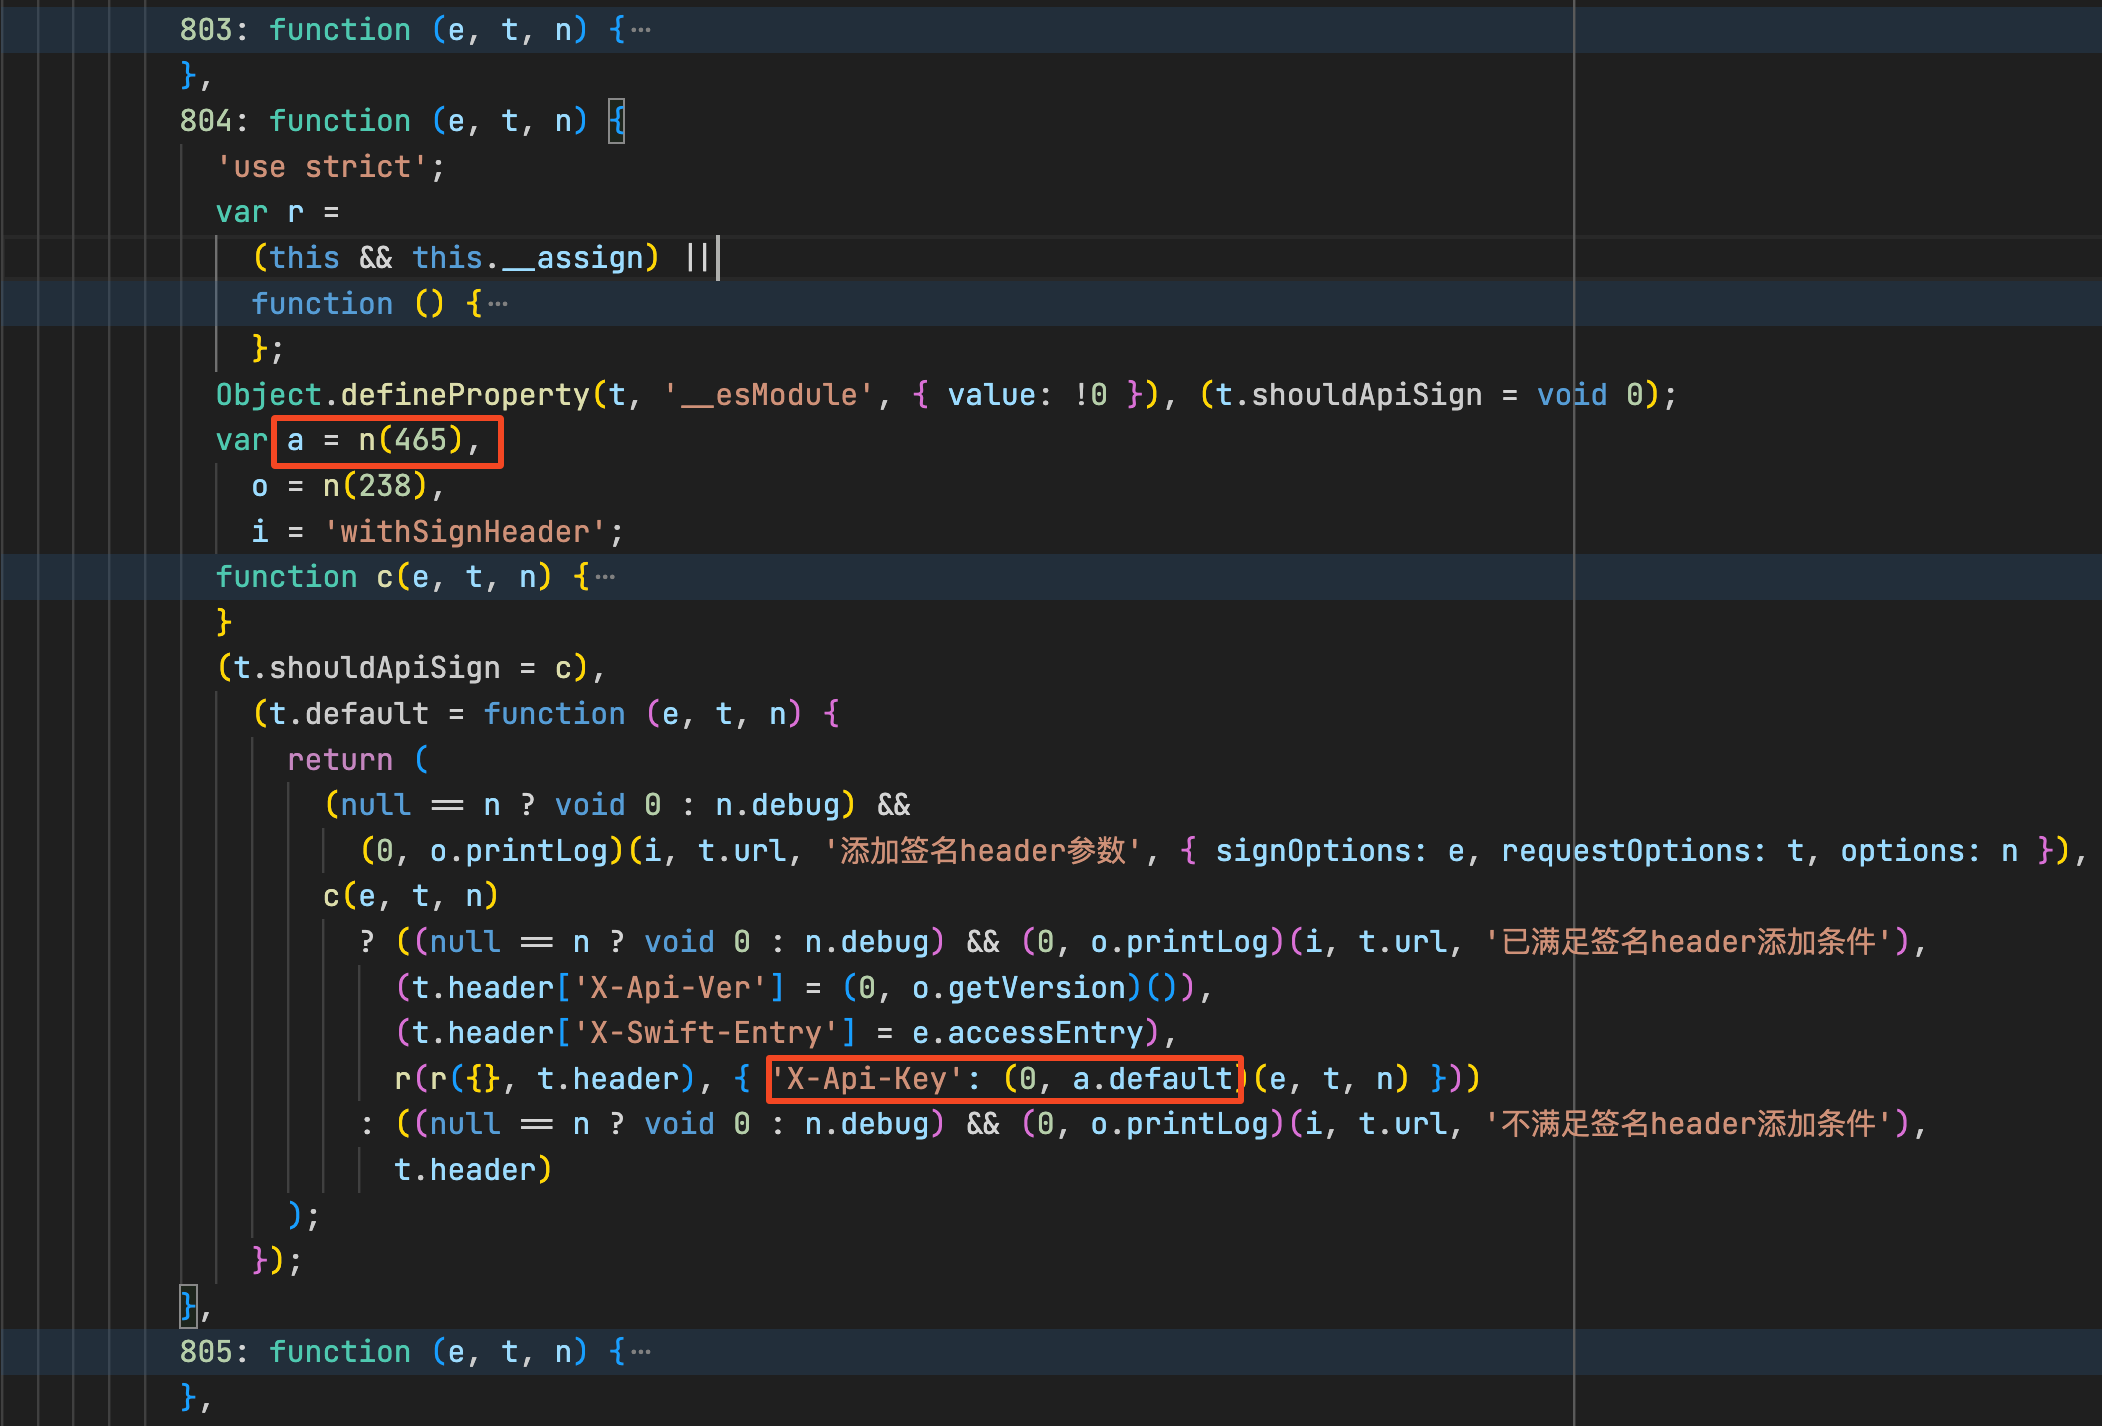 803: function (e, t, n) {⋯
},
804: function (e, t, n) {
'use strict';
var r =
(this && this.__assign) ||
function () {⋯
};
Object.defineProperty(t, '__esModule', { value: !0 }), (t.shouldApiSign = void 0);
var a = n(465),
o = n(238),
i = 'withSignHeader';
function c(e, t, n) {⋯
}
(t.shouldApiSign = c),
(t.default = function (e, t, n) {
return (
(null == n ? void 0 : n.debug) &&
(0, o.printLog)(i, t.url, '添加签名header参数', { signOptions: e, requestOptions: t, options: n }),
c(e, t, n)
? ((null == n ? void 0 : n.debug) && (0, o.printLog)(i, t.url, '已满足签名header添加条件'),
(t.header['X-Api-Ver'] = (0, o.getVersion)()),
(t.header['X-Swift-Entry'] = e.accessEntry),
r(r({}, t.header), { 'X-Api-Key': (0, a.default)(e, t, n) }))
: ((null == n ? void 0 : n.debug) && (0, o.printLog)(i, t.url, '不满足签名header添加条件'),
t.header)
);
});
},
805: function (e, t, n) {⋯
},